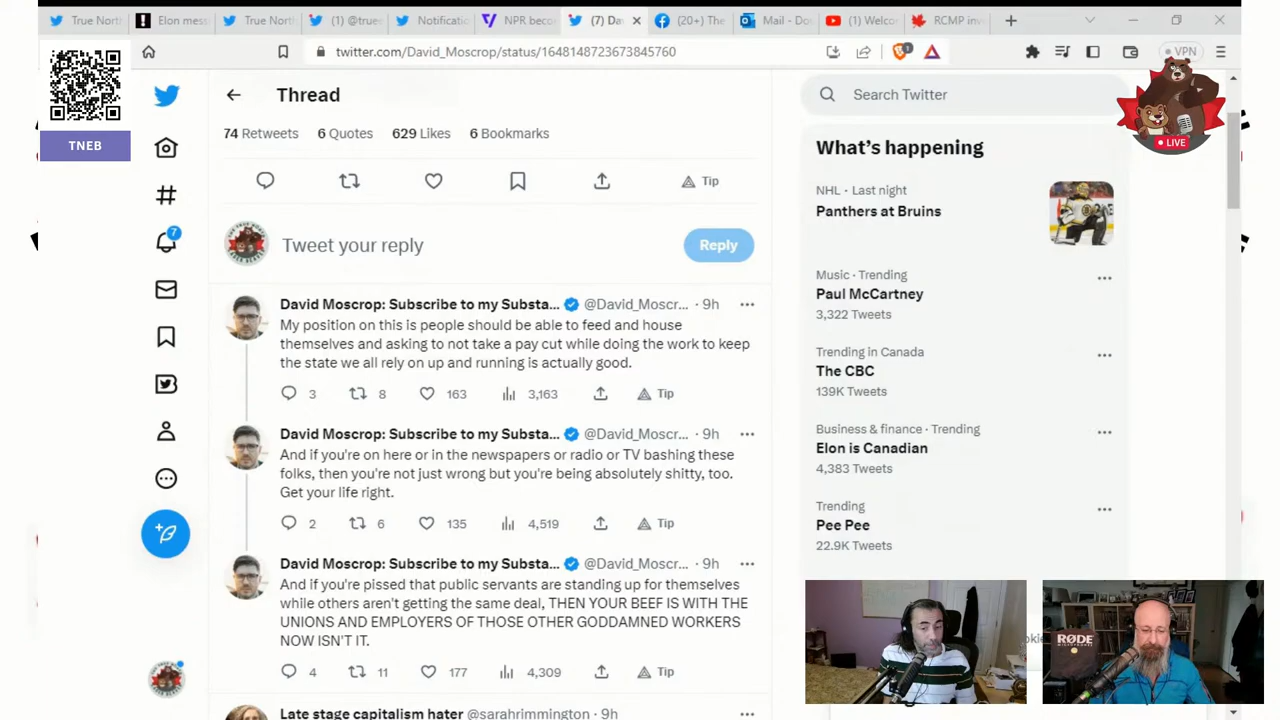 True North
Elon mess
True North
(1) @true
Notificatio
NPR beco
(7) Da
(20+) The
Mail - Do
(1) Welco
RCMP inv
twitter.com/David_Moscrop/status/1648148723673845760
VPN
TNEB
LIVE
Thread
74 Retweets 6 Quotes 629 Likes 6 Bookmarks
Tip
Tweet your reply
Reply
David Moscrop: Subscribe to my Substa... @David_Moscr... · 9h
My position on this is people should be able to feed and house
themselves and asking to not take a pay cut while doing the work to keep
the state we all rely on up and running is actually good.
3 8 163 3,163 Tip
David Moscrop: Subscribe to my Substa... @David_Moscr... · 9h
And if you're on here or in the newspapers or radio or TV bashing these
folks, then you're not just wrong but you're being absolutely shitty, too.
Get your life right.
2 6 135 4,519 Tip
David Moscrop: Subscribe to my Substa... @David_Moscr... · 9h
And if you're pissed that public servants are standing up for themselves
while others aren't getting the same deal, THEN YOUR BEEF IS WITH THE
UNIONS AND EMPLOYERS OF THOSE OTHER GODDAMNED WORKERS
NOW ISN'T IT.
4 11 177 4,309 Tip
Late stage capitalism hater @sarahrimmington · 9h
7
Search Twitter
What's happening
NHL · Last night
Panthers at Bruins
Music · Trending
Paul McCartney
3,322 Tweets
Trending in Canada
The CBC
139K Tweets
Business & finance · Trending
Elon is Canadian
4,383 Tweets
Trending
Pee Pee
22.9K Tweets
RØDE